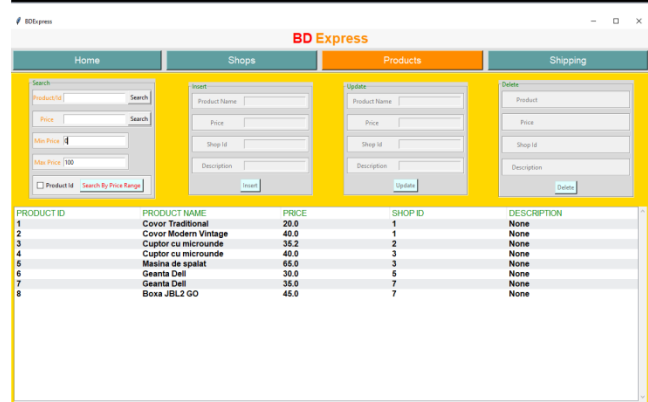 BDExpress
BD Express
Home Shops Products Shipping
Search
ProductId Search
Price Search
Min Price 0
Max Price 100
Product Id Search By Price Range
Insert
Product Name
Price
Shop Id
Description
Insert
Update
Product Name
Price
Shop Id
Description
Update
Delete
Product
Price
Shop Id
Description
Delete
PRODUCT ID PRODUCT NAME PRICE SHOP ID DESCRIPTION
1 Covor Traditional 20.0 1 None
2 Covor Modern Vintage 40.0 1 None
3 Cuptor cu microunde 35.2 2 None
4 Cuptor cu microunde 40.0 3 None
5 Masina de spalat 65.0 3 None
6 Geanta Dell 30.0 5 None
7 Geanta Dell 35.0 7 None
8 Boxa JBL2 GO 45.0 7 None